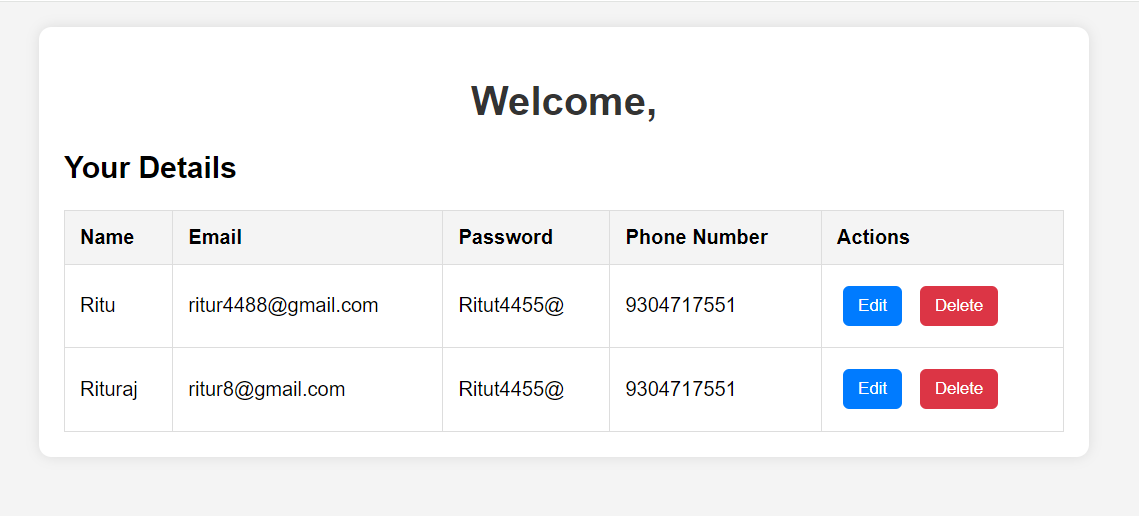 Welcome,
Your Details
Name Email Password Phone Number Actions
Ritu ritur4488@gmail.com Ritut4455@ 9304717551 Edit Delete
Rituraj ritur8@gmail.com Ritut4455@ 9304717551 Edit Delete